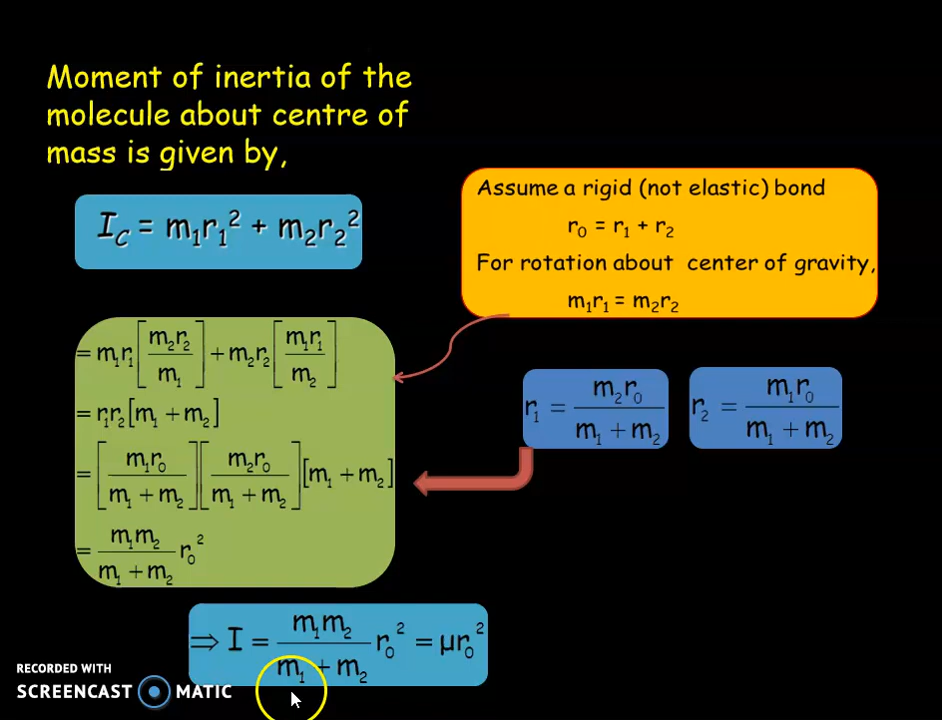 Moment of inertia of the
molecule about centre of
mass is given by,
I_C = m₁r₁² + m₂r₂²
Assume a rigid (not elastic) bond
r₀ = r₁ + r₂
For rotation about center of gravity,
m₁r₁ = m₂r₂
= m₁r₁[m₂r₂/m₁] + m₂r₂[m₁r₁/m₂]
= r₁r₂[m₁ + m₂]
= [m₁r₀/(m₁ + m₂)][m₂r₀/(m₁ + m₂)][m₁ + m₂]
= m₁m₂/(m₁ + m₂) r₀²
r₁ = m₂r₀/(m₁ + m₂)
r₂ = m₁r₀/(m₁ + m₂)
⇒ I = m₁m₂/(m₁ + m₂) r₀² = μr₀²
RECORDED WITH
SCREENCAST MATIC